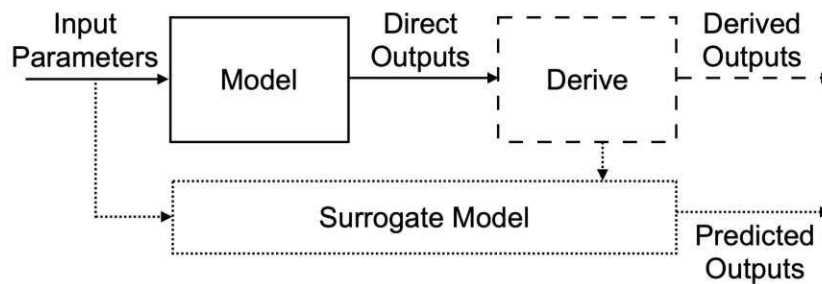 Input
Parameters
Model
Direct
Outputs
Derive
Derived
Outputs
Surrogate Model
Predicted
Outputs